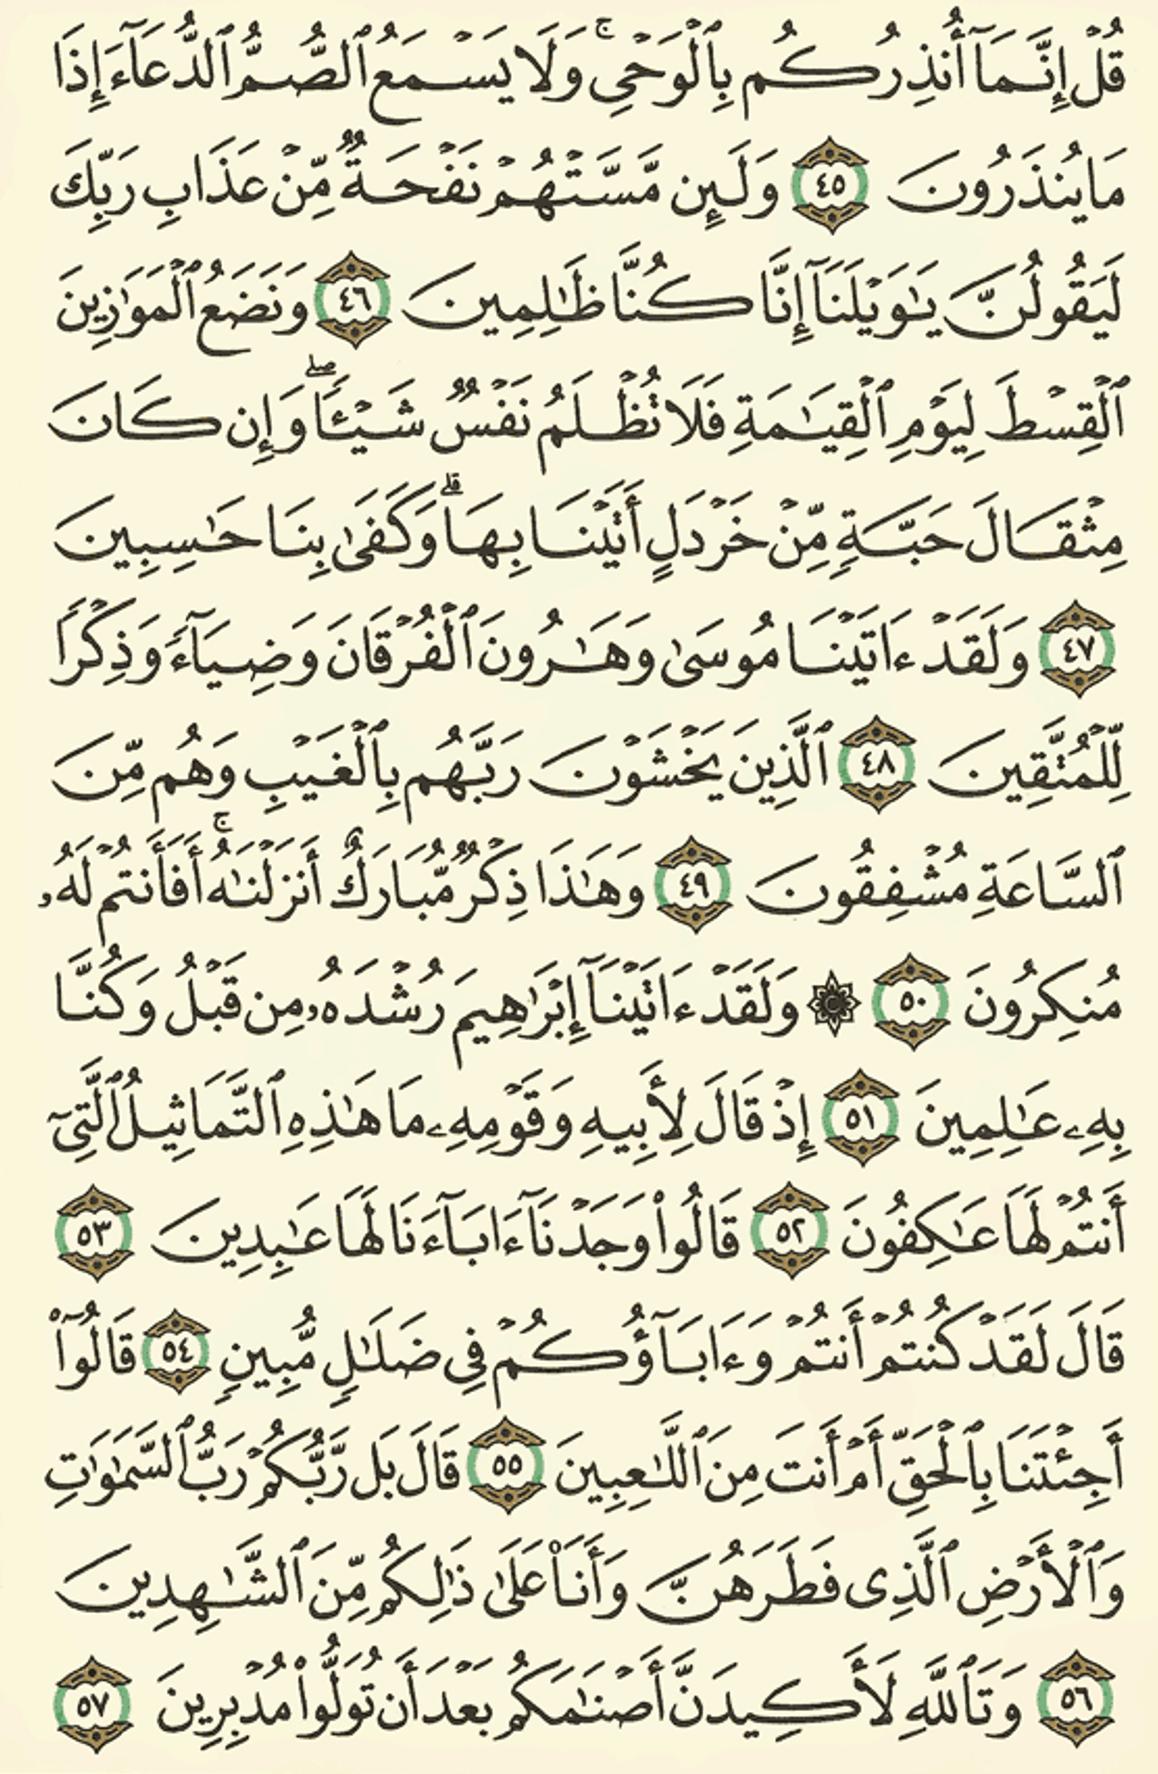 قُلْ إِنَّمَآ أُنذِرُكُم بِٱلْوَحْىِ ۚ وَلَا يَسْمَعُ ٱلصُّمُّ ٱلدُّعَآءَ إِذَا
مَا يُنذَرُونَ ٤٥ وَلَئِن مَّسَّتْهُمْ نَفْحَةٌ مِّنْ عَذَابِ رَبِّكَ
لَيَقُولُنَّ يَـٰوَيْلَنَآ إِنَّا كُنَّا ظَـٰلِمِينَ ٤٦ وَنَضَعُ ٱلْمَوَٰزِينَ
ٱلْقِسْطَ لِيَوْمِ ٱلْقِيَـٰمَةِ فَلَا تُظْلَمُ نَفْسٌ شَيْـًٔا ۖ وَإِن كَانَ
مِثْقَالَ حَبَّةٍ مِّنْ خَرْدَلٍ أَتَيْنَا بِهَا ۗ وَكَفَىٰ بِنَا حَـٰسِبِينَ
٤٧ وَلَقَدْ ءَاتَيْنَا مُوسَىٰ وَهَـٰرُونَ ٱلْفُرْقَانَ وَضِيَآءً وَذِكْرًا
لِّلْمُتَّقِينَ ٤٨ ٱلَّذِينَ يَخْشَوْنَ رَبَّهُم بِٱلْغَيْبِ وَهُم مِّنَ
ٱلسَّاعَةِ مُشْفِقُونَ ٤٩ وَهَـٰذَا ذِكْرٌ مُّبَارَكٌ أَنزَلْنَـٰهُ ۚ أَفَأَنتُمْ لَهُۥ
مُنكِرُونَ ٥٠ ۞ وَلَقَدْ ءَاتَيْنَآ إِبْرَٰهِيمَ رُشْدَهُۥ مِن قَبْلُ وَكُنَّا
بِهِۦ عَـٰلِمِينَ ٥١ إِذْ قَالَ لِأَبِيهِ وَقَوْمِهِۦ مَا هَـٰذِهِ ٱلتَّمَاثِيلُ ٱلَّتِىٓ
أَنتُمْ لَهَا عَـٰكِفُونَ ٥٢ قَالُوا۟ وَجَدْنَآ ءَابَآءَنَا لَهَا عَـٰبِدِينَ ٥٣
قَالَ لَقَدْ كُنتُمْ أَنتُمْ وَءَابَآؤُكُمْ فِى ضَلَـٰلٍ مُّبِينٍ ٥٤ قَالُوٓا۟
أَجِئْتَنَا بِٱلْحَقِّ أَمْ أَنتَ مِنَ ٱللَّـٰعِبِينَ ٥٥ قَالَ بَل رَّبُّكُمْ رَبُّ ٱلسَّمَـٰوَٰتِ
وَٱلْأَرْضِ ٱلَّذِى فَطَرَهُنَّ وَأَنَا۠ عَلَىٰ ذَٰلِكُم مِّنَ ٱلشَّـٰهِدِينَ
٥٦ وَتَٱللَّهِ لَأَكِيدَنَّ أَصْنَـٰمَكُم بَعْدَ أَن تُوَلُّوا۟ مُدْبِرِينَ ٥٧